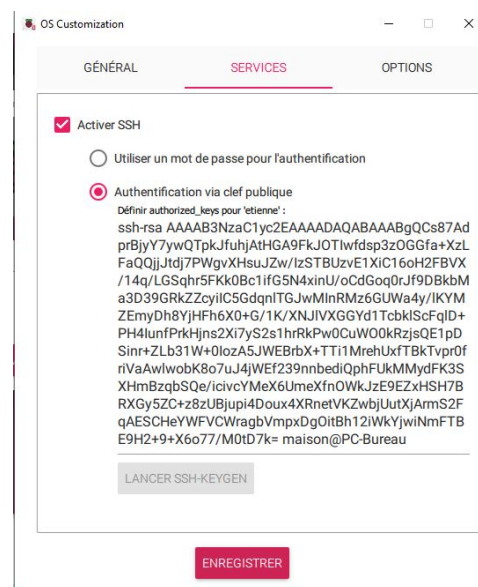 OS Customization
GÉNÉRAL SERVICES OPTIONS
Activer SSH
Utiliser un mot de passe pour l'authentification
Authentification via clef publique
Définir authorized_keys pour 'etienne' :
ssh-rsa AAAAB3NzaC1yc2EAAAADAQABAAABgQCs87Ad
prBjyY7ywQTpkJfuhjAtHGA9FkJOTIwfdsp3zOGGfa+XzL
FaQQjjJtdj7PWgvXHsuJZw/IzSTBUzvE1XiC16oH2FBVX
/14q/LGSqhr5FKk0Bc1ifG5N4xinU/oCdGoq0rJf9DBkbM
a3D39GRkZZcyiIC5GdqnlTGJwMInRMz6GUWa4y/IKYM
ZEmyDh8YjHFh6X0+G/1K/XNJlVXGGYd1TcbklScFqlD+
PH4lunfPrkHjns2Xi7yS2s1hrRkPw0CuWO0kRzjsQE1pD
Sinr+ZLb31W+0IozA5JWEBrbX+TTi1MrehUxfTBkTvpr0f
riVaAwlwobK8o7uJ4jWEf239nnbediQphFUkMMydFK3S
XHmBzqbSQe/icivcYMeX6UmeXfnOWkJzE9EZxHSH7B
RXGy5ZC+z8zUBjupi4Doux4XRnetVKZwbjUutXjArmS2F
qAESCHeYWFVCWragbVmpxDgOitBh12iWkYjwiNmFTB
E9H2+9+X6o77/M0tD7k= maison@PC-Bureau
LANCER SSH-KEYGEN
ENREGISTRER